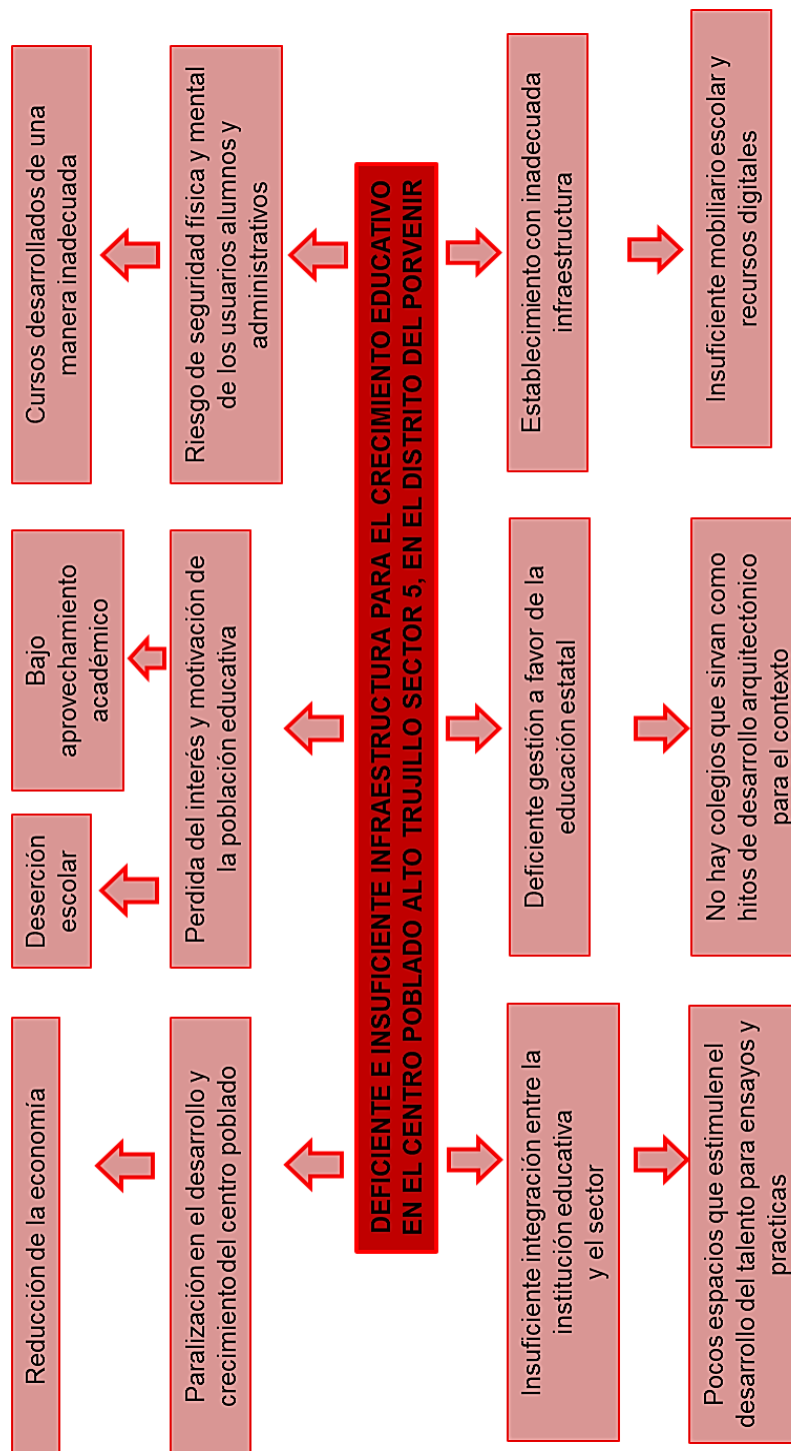 Reducción de la economía
Deserción
escolar
Bajo
aprovechamiento
académico
Cursos desarrollados de una
manera inadecuada
Paralización en el desarrollo y
crecimiento del centro poblado
Perdida del interés y motivación de
la población educativa
Riesgo de seguridad física y mental
de los usuarios alumnos y
administrativos
DEFICIENTE E INSUFICIENTE INFRAESTRUCTURA PARA EL CRECIMIENTO EDUCATIVO
EN EL CENTRO POBLADO ALTO TRUJILLO SECTOR 5, EN EL DISTRITO DEL PORVENIR
Insuficiente integración entre la
institución educativa
y el sector
Deficiente gestión a favor de la
educación estatal
Establecimiento con inadecuada
infraestructura
Pocos espacios que estimulen el
desarrollo del talento para ensayos y
practicas
No hay colegios que sirvan como
hitos de desarrollo arquitectónico
para el contexto
Insuficiente mobiliario escolar y
recursos digitales